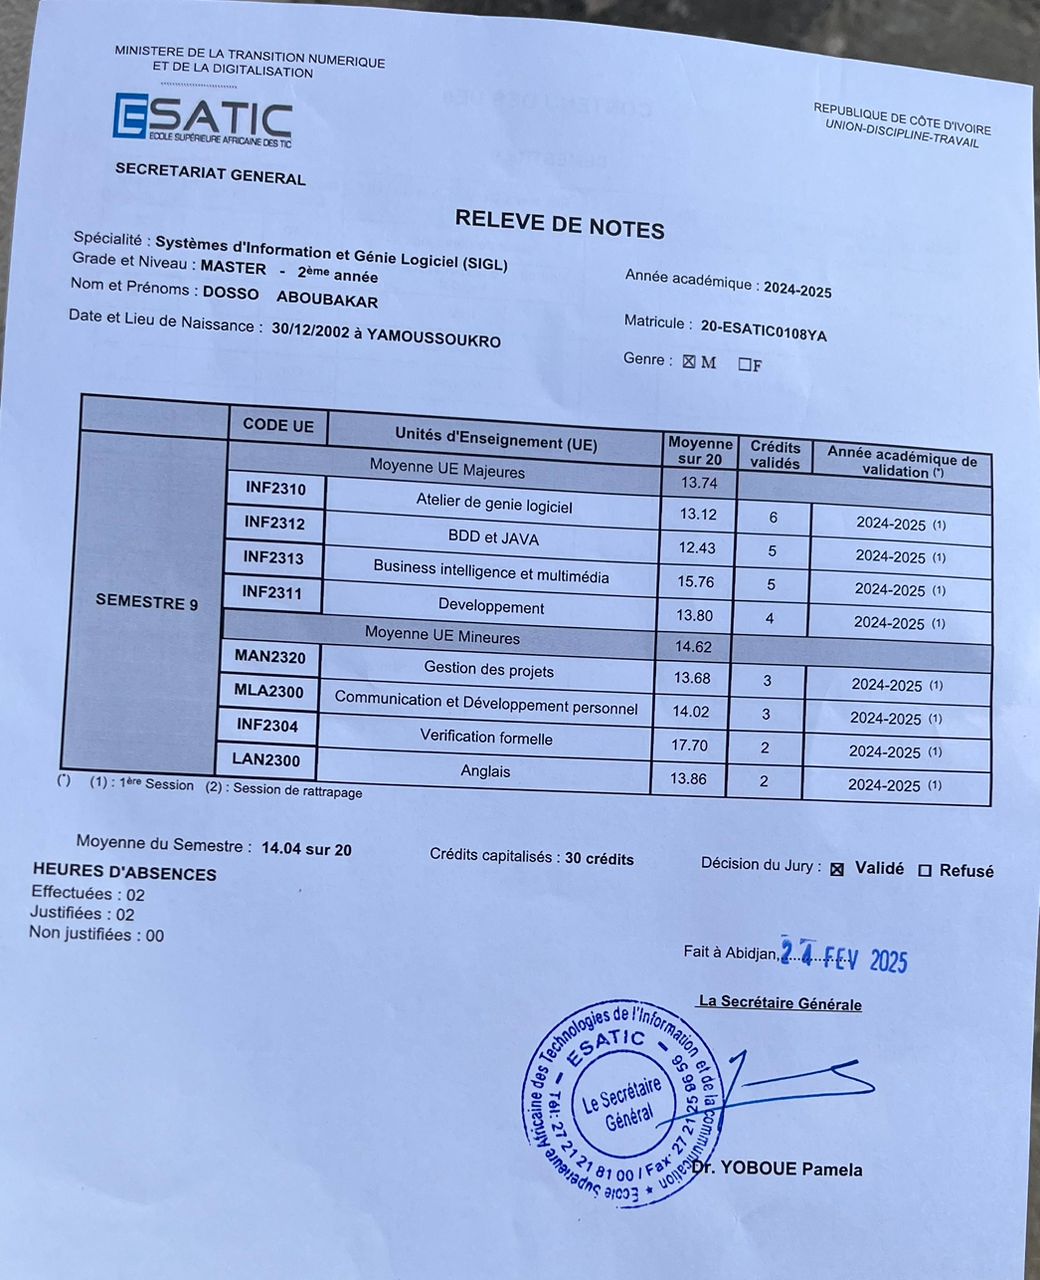 MINISTERE DE LA TRANSITION NUMERIQUE
ET DE LA DIGITALISATION
ESATIC
ECOLE SUPÉRIEURE AFRICAINE DES TIC
SECRETARIAT GENERAL
REPUBLIQUE DE CÔTE D'IVOIRE
UNION-DISCIPLINE-TRAVAIL
RELEVE DE NOTES
Spécialité : Systèmes d'Information et Génie Logiciel (SIGL)
Grade et Niveau : MASTER - 2ème année
Nom et Prénoms : DOSSO ABOUBAKAR
Date et Lieu de Naissance : 30/12/2002 à YAMOUSSOUKRO
Année académique : 2024-2025
Matricule : 20-ESATIC0108YA
Genre : ☒ M ☐F
CODE UE Unités d'Enseignement (UE) Moyenne sur 20 Crédits validés Année académique de validation (*)
SEMESTRE 9
Moyenne UE Majeures 13.74
INF2310 Atelier de genie logiciel 13.12 6 2024-2025 (1)
INF2312 BDD et JAVA 12.43 5 2024-2025 (1)
INF2313 Business intelligence et multimédia 15.76 5 2024-2025 (1)
INF2311 Developpement 13.80 4 2024-2025 (1)
Moyenne UE Mineures 14.62
MAN2320 Gestion des projets 13.68 3 2024-2025 (1)
MLA2300 Communication et Développement personnel 14.02 3 2024-2025 (1)
INF2304 Verification formelle 17.70 2 2024-2025 (1)
LAN2300 Anglais 13.86 2 2024-2025 (1)
(*) (1) : 1ère Session (2) : Session de rattrapage
Moyenne du Semestre : 14.04 sur 20
Crédits capitalisés : 30 crédits
Décision du Jury : ☒ Validé ☐ Refusé
HEURES D'ABSENCES
Effectuées : 02
Justifiées : 02
Non justifiées : 00
Fait à Abidjan, 24 FEV 2025
La Secrétaire Générale
Ecole Supérieure Africaine des Technologies de l'Information et de la communication
ESATIC
Tél: 27 21 21 81 00 / Fax: 27 21 25 98 95
Le Secrétaire
Général
Dr. YOBOUE Pamela